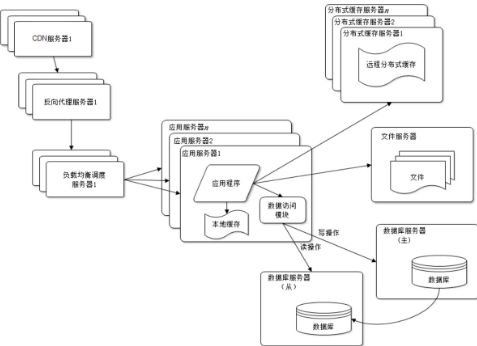 CDN服务器1
反向代理服务器1
负载均衡调度
服务器1
应用服务器n
应用服务器2
应用服务器1
应用程序
本地缓存
数据访问
模块
分布式缓存服务器n
分布式缓存服务器2
分布式缓存服务器1
远程分布式缓存
文件服务器
文件
写操作
读操作
数据库服务器
（主）
数据库
数据库服务器
（从）
数据库